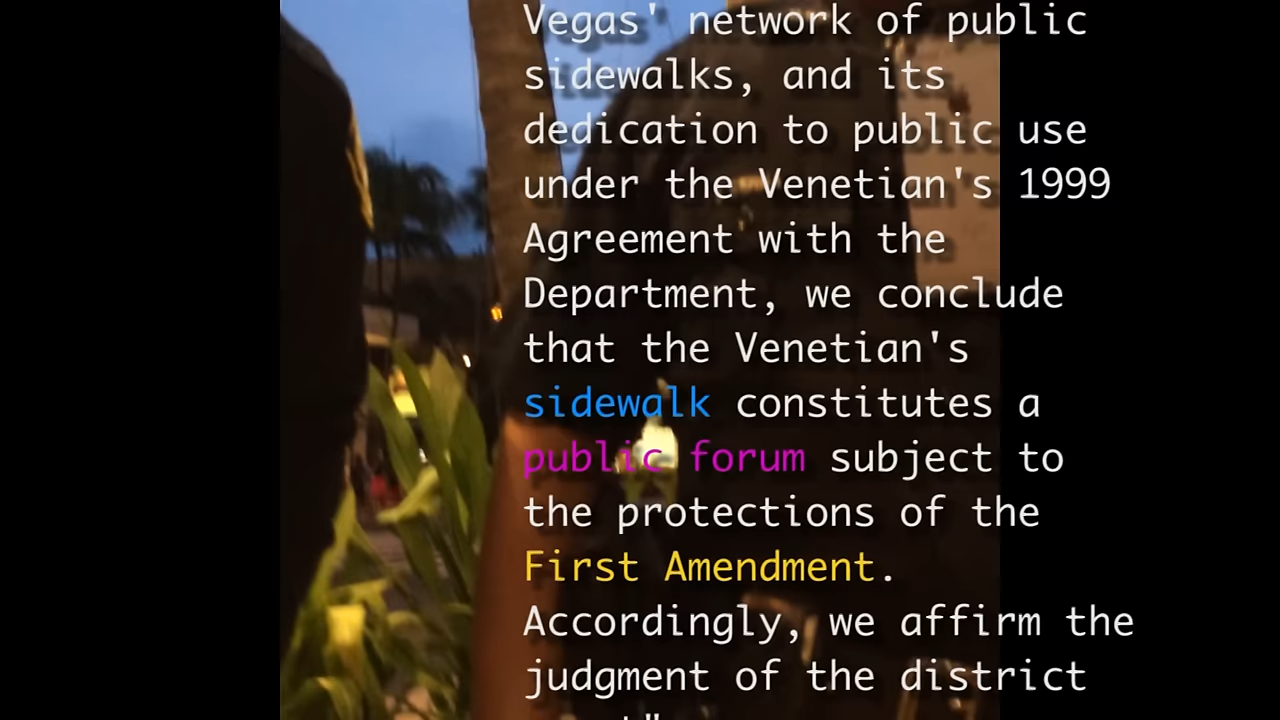 Vegas' network of public
sidewalks, and its
dedication to public use
under the Venetian's 1999
Agreement with the
Department, we conclude
that the Venetian's
sidewalk constitutes a
public forum subject to
the protections of the
First Amendment.
Accordingly, we affirm the
judgment of the district